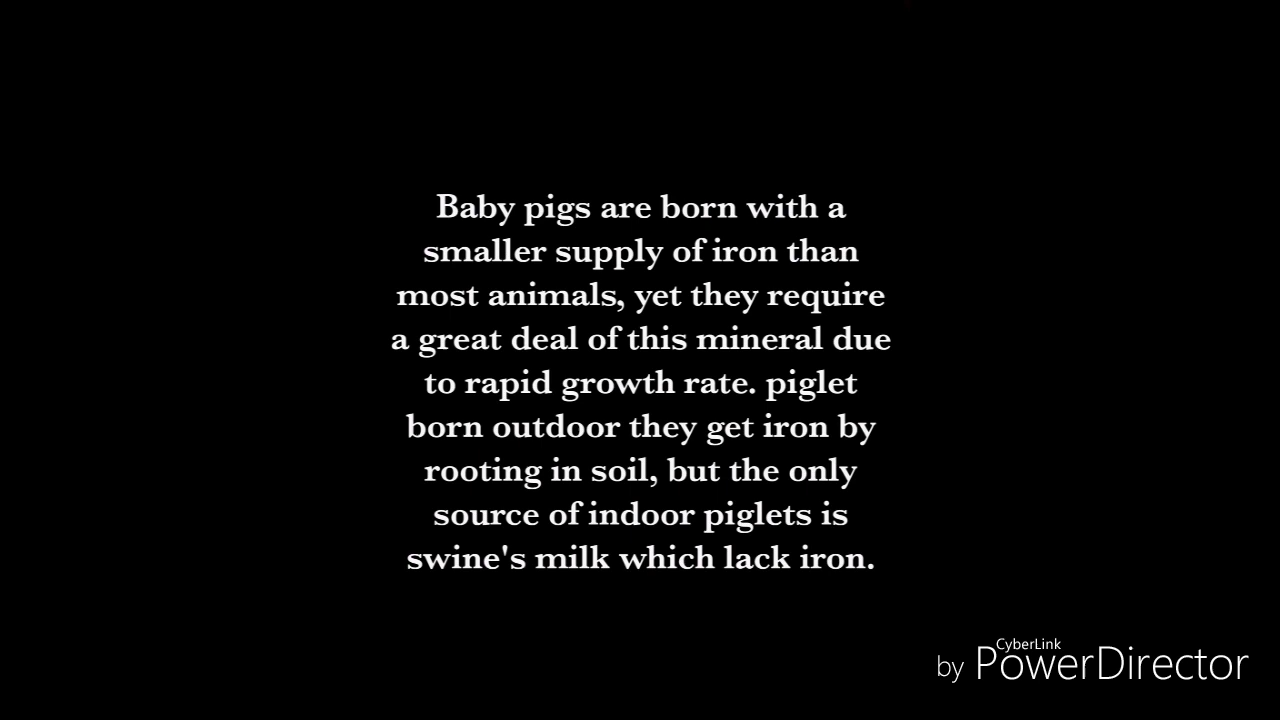 Baby pigs are born with a
smaller supply of iron than
most animals, yet they require
a great deal of this mineral due
to rapid growth rate. piglet
born outdoor they get iron by
rooting in soil, but the only
source of indoor piglets is
swine's milk which lack iron.
CyberLink
by PowerDirector